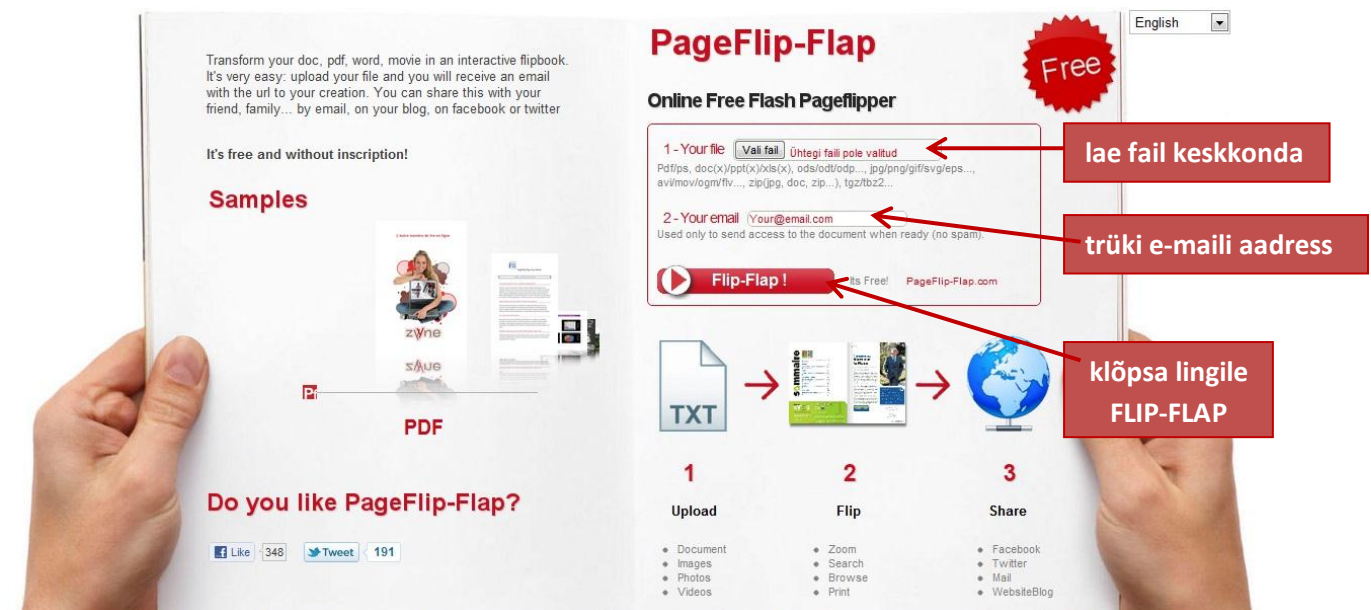 Transform your doc, pdf, word, movie in an interactive flipbook.
It's very easy: upload your file and you will receive an email
with the url to your creation. You can share this with your
friend, family... by email, on your blog, on facebook or twitter
It's free and without inscription!
Samples
zyne
PDF
Do you like PageFlip-Flap?
Like 348 Tweet 191
PageFlip-Flap
Free
English
Online Free Flash Pageflipper
1 - Your file Vali fail Ühtegi faili pole valitud
Pdf/ps, doc(x)/ppt(x)/xls(x), ods/odt/odp..., jpg/png/gif/svg/eps...,
avi/mov/ogm/flv..., zip(jpg, doc, zip...), tgz/tbz2...
2 - Your email Your@email.com
Used only to send access to the document when ready (no spam).
Flip-Flap ! Its Free! PageFlip-Flap.com
lae fail keskkonda
trüki e-maili aadress
klõpsa lingile
FLIP-FLAP
TXT
sommaire
1
Upload
Document
Images
Photos
Videos
2
Flip
Zoom
Search
Browse
Print
3
Share
Facebook
Twitter
Mail
WebsiteBlog